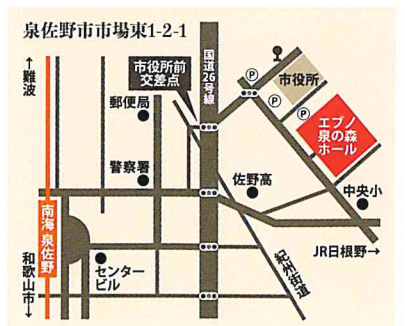 泉佐野市市場東1-2-1
↑難波
市役所前
交差点
国道26号線
P
市役所
P
P
郵便局
エブノ
泉の森
ホール
警察署
佐野高
中央小
南海 泉佐野
和歌山市↓
センター
ビル
紀州街道
JR日根野→